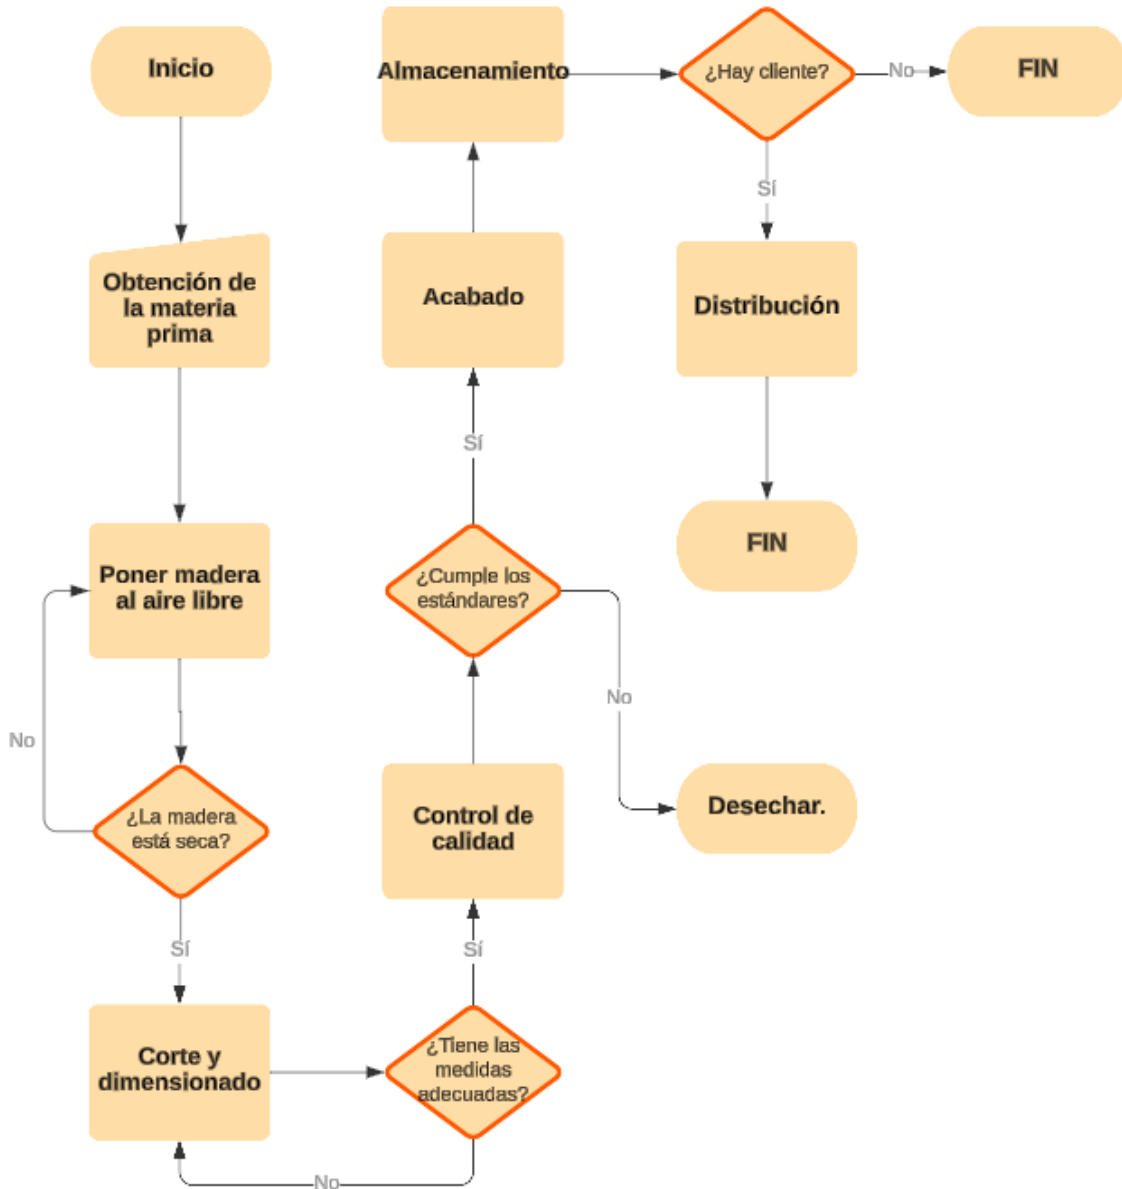 Inicio
Obtención de
la materia
prima
Poner madera
al aire libre
No
¿La madera
está seca?
Sí
Corte y
dimensionado
No
¿Tiene las
medidas
adecuadas?
Sí
Control de
calidad
¿Cumple los
estándares?
No
Desechar.
Sí
Acabado
Almacenamiento
¿Hay cliente?
No
FIN
Sí
Distribución
FIN